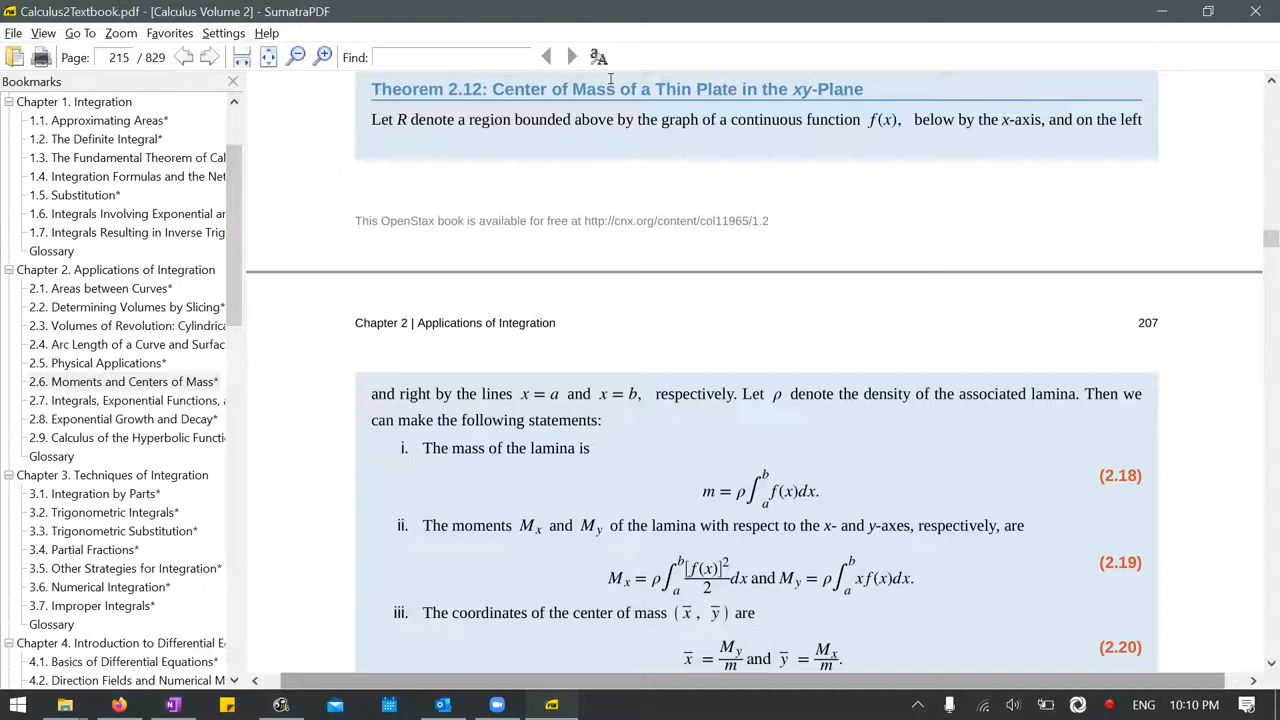 Calculus2Textbook.pdf - [Calculus Volume 2] - SumatraPDF
File View Go To Zoom Favorites Settings Help
Page: 215 / 829 Find:
Bookmarks
Chapter 1. Integration
1.1. Approximating Areas*
1.2. The Definite Integral*
1.3. The Fundamental Theorem of Cal
1.4. Integration Formulas and the Net
1.5. Substitution*
1.6. Integrals Involving Exponential ar
1.7. Integrals Resulting in Inverse Trig
Glossary
Chapter 2. Applications of Integration
2.1. Areas between Curves*
2.2. Determining Volumes by Slicing*
2.3. Volumes of Revolution: Cylindrica
2.4. Arc Length of a Curve and Surfac
2.5. Physical Applications*
2.6. Moments and Centers of Mass*
2.7. Integrals, Exponential Functions, a
2.8. Exponential Growth and Decay*
2.9. Calculus of the Hyperbolic Functi
Glossary
Chapter 3. Techniques of Integration
3.1. Integration by Parts*
3.2. Trigonometric Integrals*
3.3. Trigonometric Substitution*
3.4. Partial Fractions*
3.5. Other Strategies for Integration*
3.6. Numerical Integration*
3.7. Improper Integrals*
Glossary
Chapter 4. Introduction to Differential E
4.1. Basics of Differential Equations*
4.2. Direction Fields and Numerical M
Theorem 2.12: Center of Mass of a Thin Plate in the xy-Plane
Let R denote a region bounded above by the graph of a continuous function f(x), below by the x-axis, and on the left
This OpenStax book is available for free at http://cnx.org/content/col11965/1.2
Chapter 2 | Applications of Integration 207
and right by the lines x = a and x = b, respectively. Let ρ denote the density of the associated lamina. Then we
can make the following statements:
i. The mass of the lamina is
m = ρ∫_a^b f(x)dx. (2.18)
ii. The moments M_x and M_y of the lamina with respect to the x- and y-axes, respectively, are
M_x = ρ∫_a^b [f(x)]²/2 dx and M_y = ρ∫_a^b xf(x)dx. (2.19)
iii. The coordinates of the center of mass (x̅, y̅) are
x̅ = M_y/m and y̅ = M_x/m. (2.20)
ENG 10:10 PM